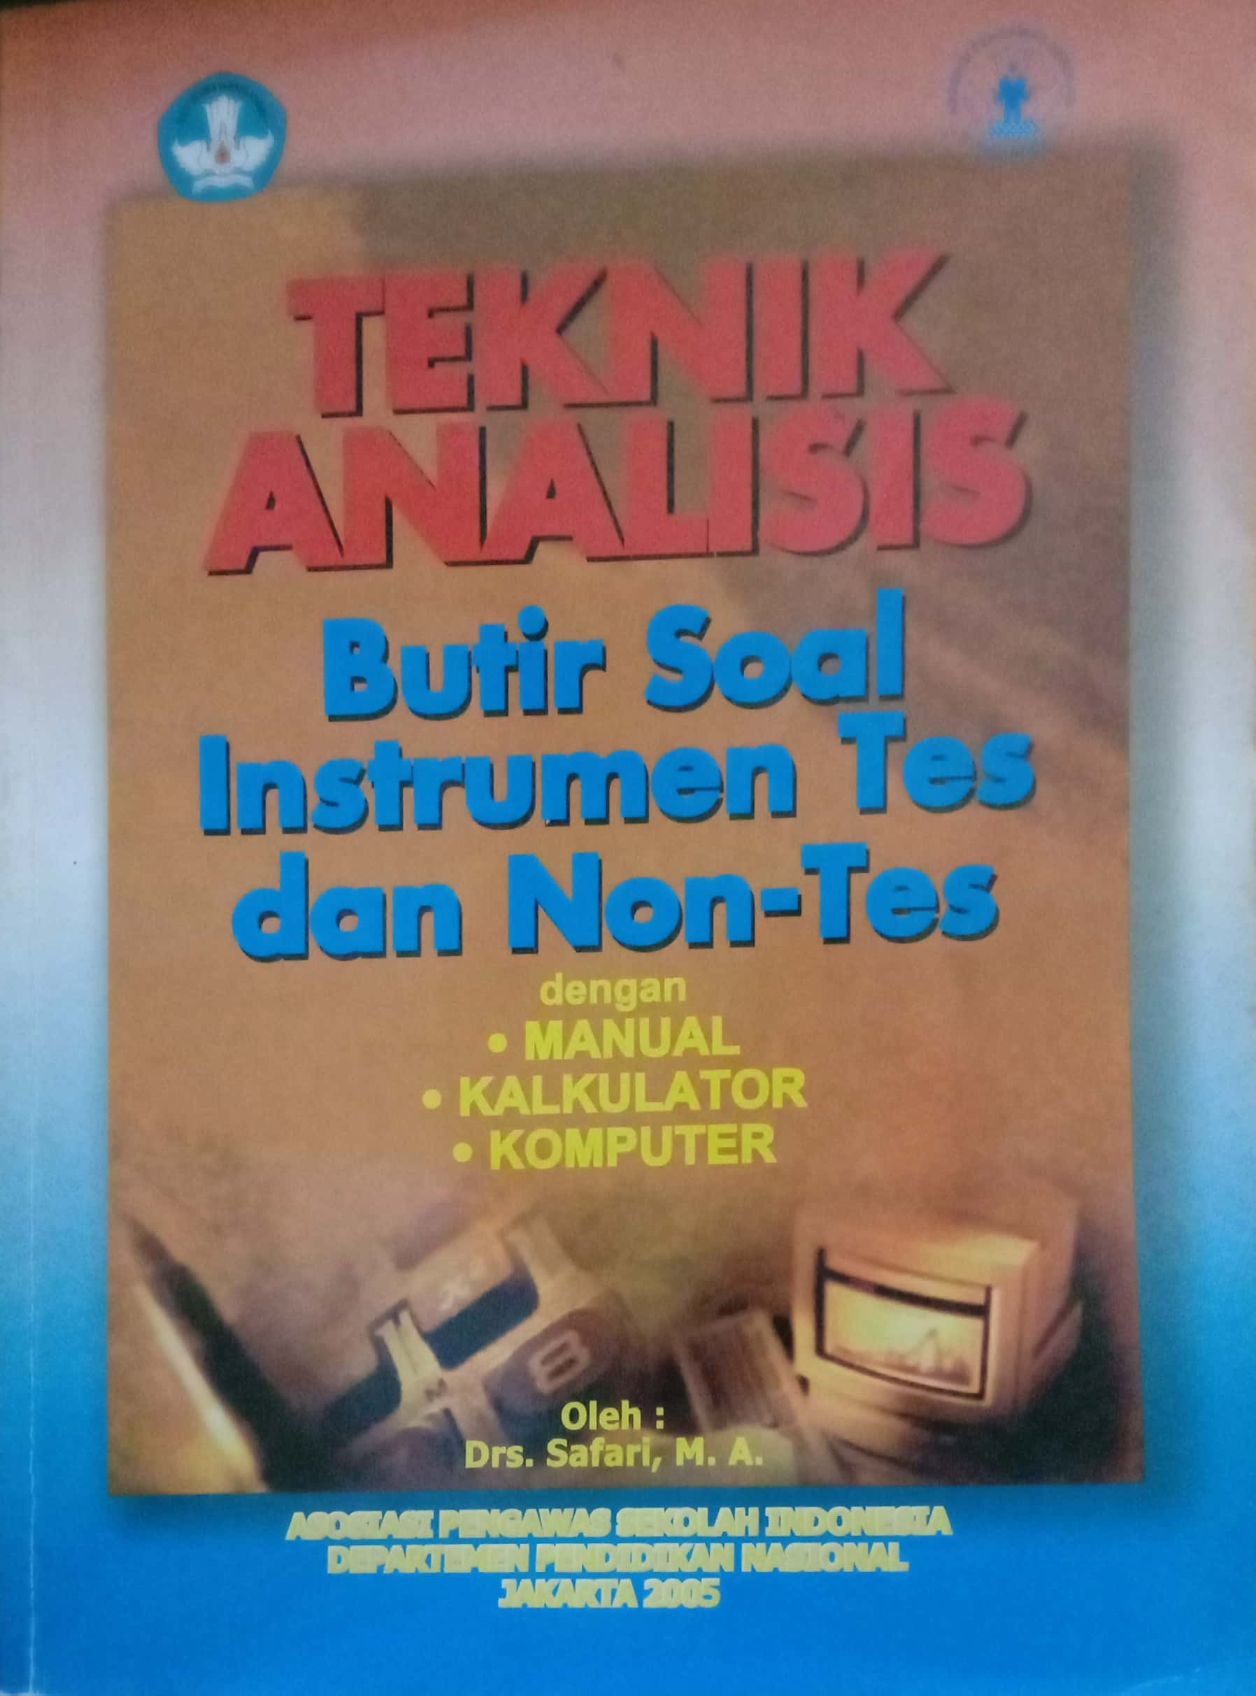 TEKNIK
ANALISIS
Butir Soal
Instrumen Tes
dan Non-Tes
dengan
• MANUAL
• KALKULATOR
• KOMPUTER
8
Oleh :
Drs. Safari, M. A.
ASOSIASI PENGAWAS SEKOLAH INDONESIA
DEPARTEMEN PENDIDIKAN NASIONAL
JAKARTA 2005